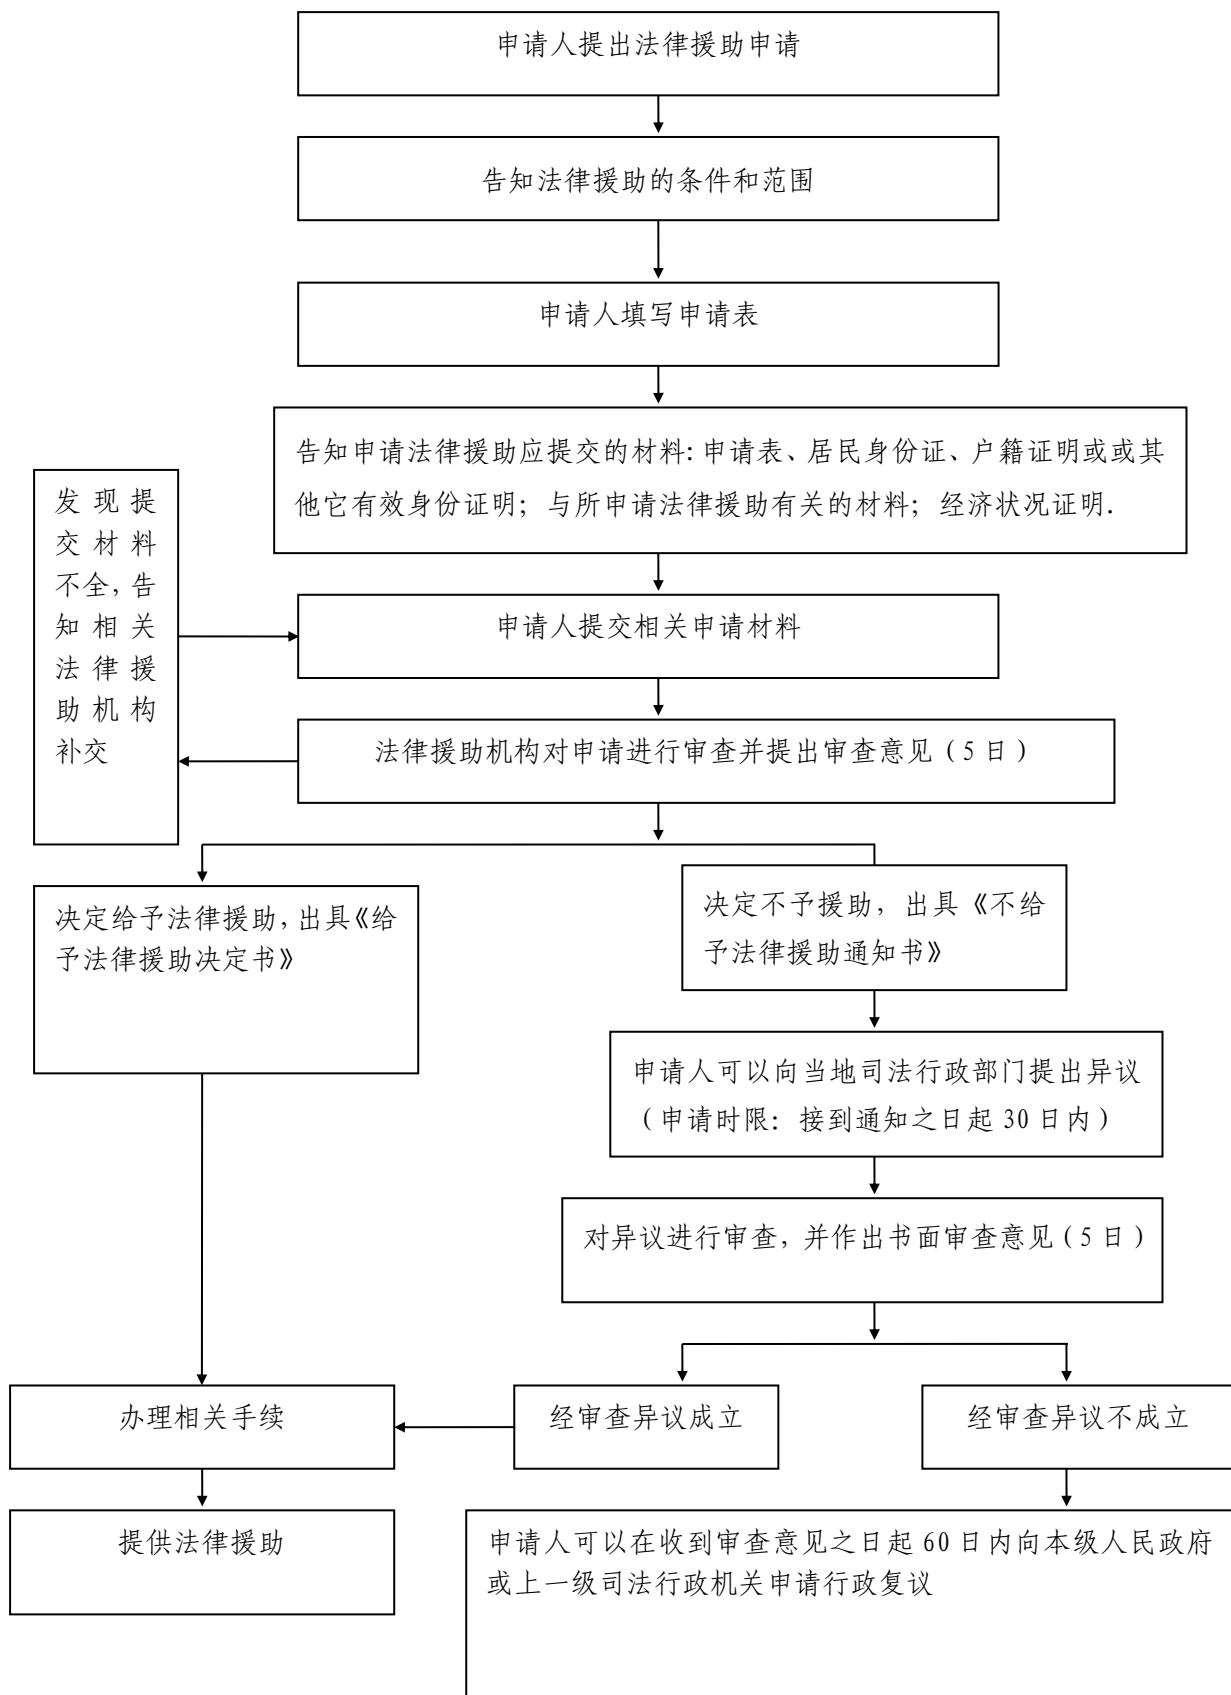 申请人提出法律援助申请
告知法律援助的条件和范围
申请人填写申请表
告知申请法律援助应提交的材料：申请表、居民身份证、户籍证明或或其
他它有效身份证明；与所申请法律援助有关的材料；经济状况证明.
发现提
交材料
不全，告
知相关
法律援
助机构
补交
申请人提交相关申请材料
法律援助机构对申请进行审查并提出审查意见（5日）
决定给予法律援助，出具《给
予法律援助决定书》
决定不予援助，出具《不给
予法律援助通知书》
申请人可以向当地司法行政部门提出异议
（申请时限：接到通知之日起30日内）
对异议进行审查，并作出书面审查意见（5日）
办理相关手续
经审查异议成立
经审查异议不成立
提供法律援助
申请人可以在收到审查意见之日起60日内向本级人民政府
或上一级司法行政机关申请行政复议